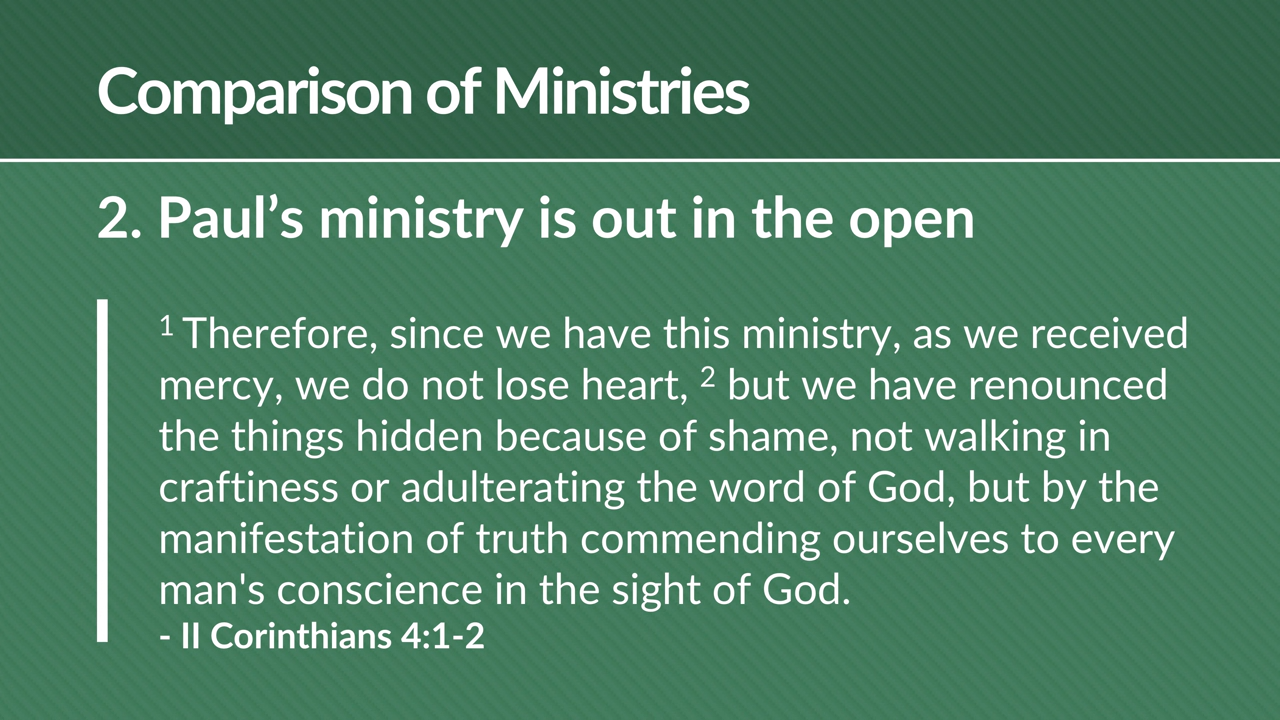 Comparison of Ministries
2. Paul’s ministry is out in the open
1 Therefore, since we have this ministry, as we received
mercy, we do not lose heart, 2 but we have renounced
the things hidden because of shame, not walking in
craftiness or adulterating the word of God, but by the
manifestation of truth commending ourselves to every
man's conscience in the sight of God.
- II Corinthians 4:1-2